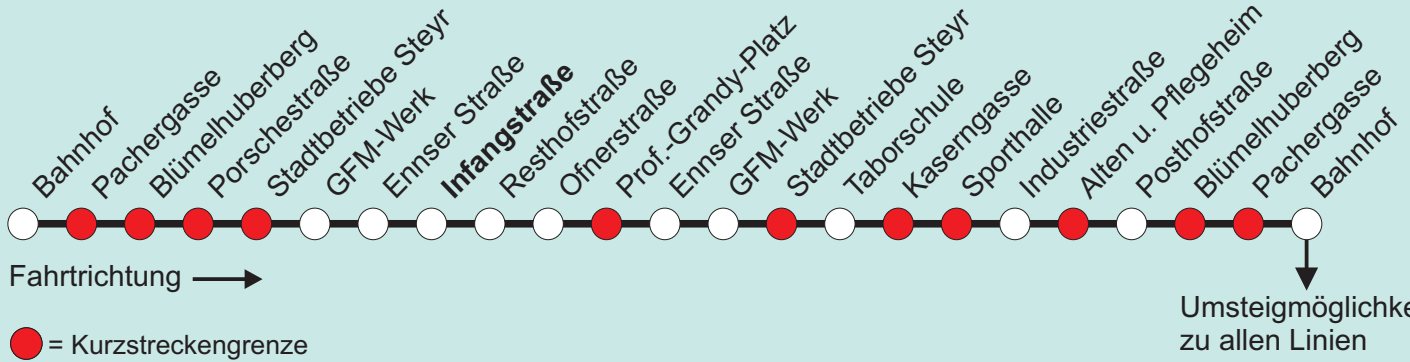 Bahnhof
Pachergasse
Blümelhuberberg
Porschestraße
Stadtbetriebe Steyr
GFM-Werk
Ennser Straße
Infangstraße
Resthofstraße
Ofnerstraße
Prof.-Grandy-Platz
Ennser Straße
GFM-Werk
Stadtbetriebe Steyr
Taborschule
Kaserngasse
Sporthalle
Industriestraße
Alten u. Pflegeheim
Posthofstraße
Blümelhuberberg
Pachergasse
Bahnhof
Fahrtrichtung
= Kurzstreckengrenze
Umsteigmöglichke
zu allen Linien